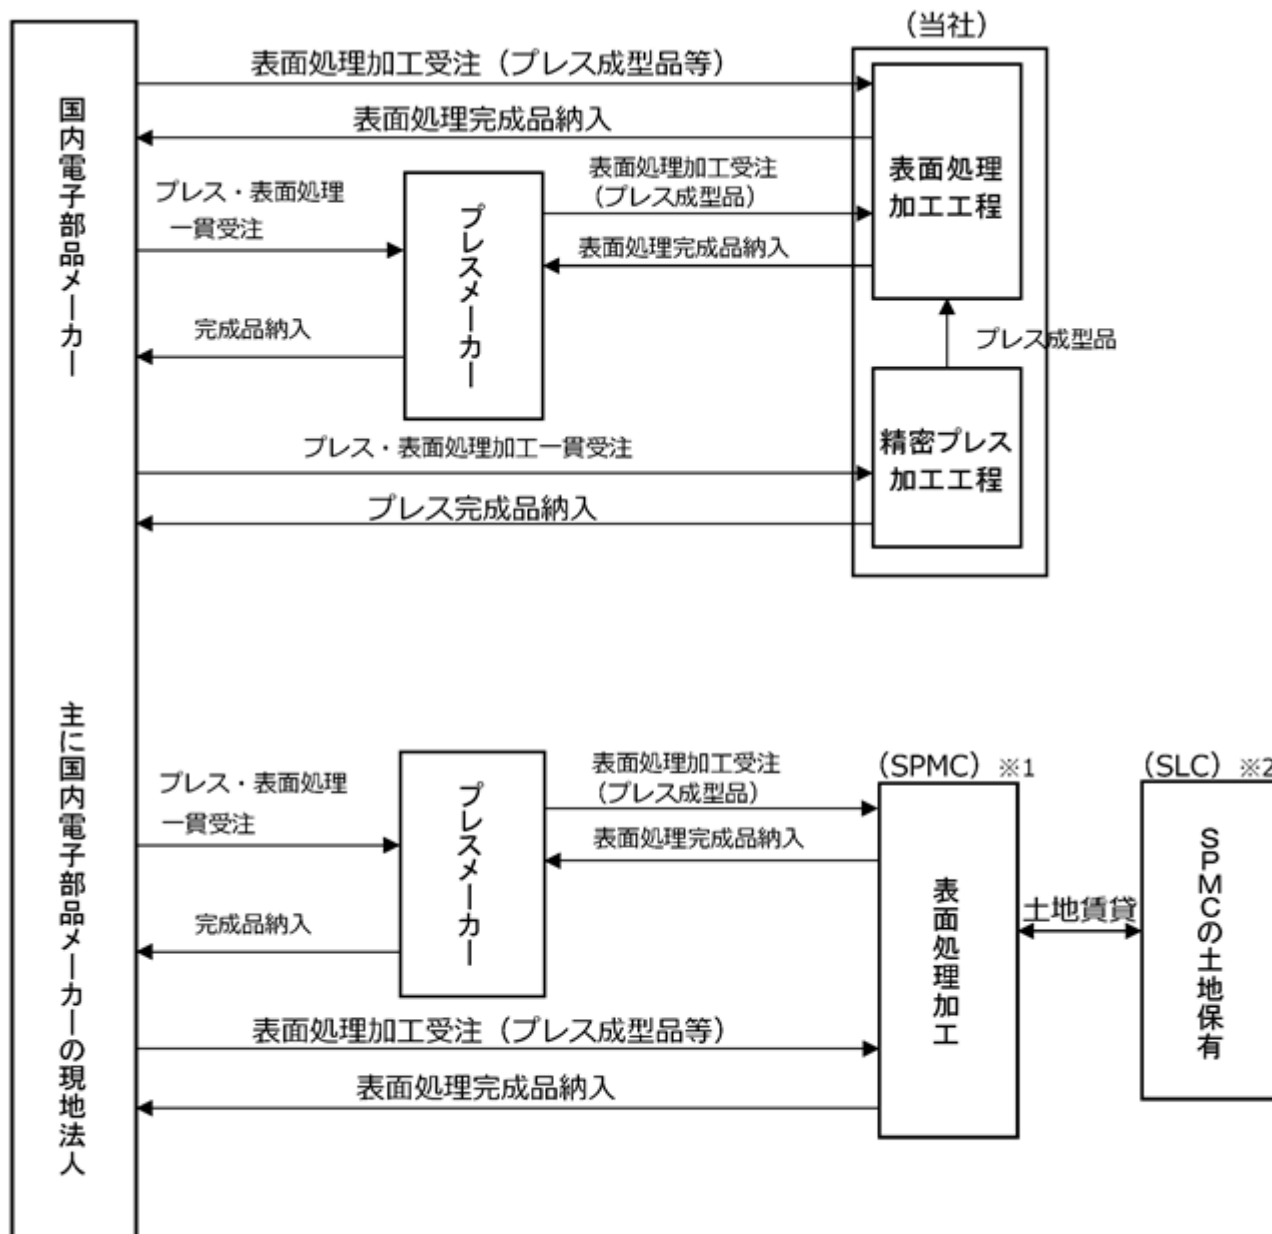 （当社）
表面処理加工受注（プレス成型品等）
表面処理完成品納入
国内電子部品メーカー
プレス・表面処理
一貫受注
プレスメーカー
表面処理加工受注
（プレス成型品）
表面処理完成品納入
表面処理
加工工程
完成品納入
プレス成型品
プレス・表面処理加工一貫受注
プレス完成品納入
精密プレス
加工工程
主に国内電子部品メーカーの現地法人
プレス・表面処理
一貫受注
プレスメーカー
表面処理加工受注
（プレス成型品）
表面処理完成品納入
（SPMC）※1
（SLC）※2
完成品納入
表面処理加工
土地賃貸
SPMCの土地保有
表面処理加工受注（プレス成型品等）
表面処理完成品納入